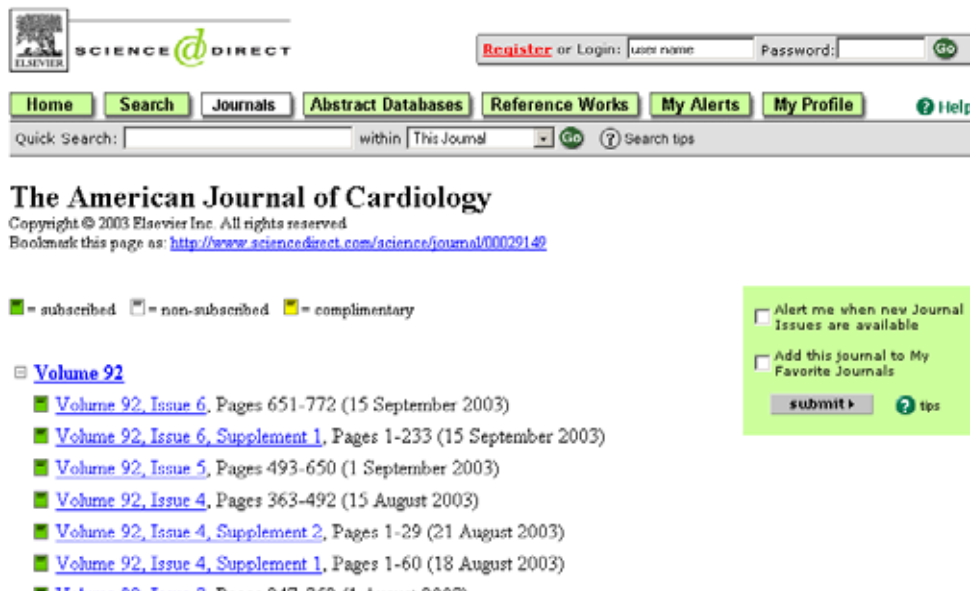 ELSEVIER
SCIENCE @ DIRECT
Register or Login: user name Password: Go
Home Search Journals Abstract Databases Reference Works My Alerts My Profile ? Help
Quick Search: within This Journal Go ? Search tips
The American Journal of Cardiology
Copyright © 2003 Elsevier Inc. All rights reserved
Bookmark this page as: http://www.sciencedirect.com/science/journal/00029149
= subscribed = non-subscribed = complimentary
Alert me when new Journal
Issues are available
Add this journal to My
Favorite Journals
submit ? tips
Volume 92
Volume 92, Issue 6, Pages 651-772 (15 September 2003)
Volume 92, Issue 6, Supplement 1, Pages 1-233 (15 September 2003)
Volume 92, Issue 5, Pages 493-650 (1 September 2003)
Volume 92, Issue 4, Pages 363-492 (15 August 2003)
Volume 92, Issue 4, Supplement 2, Pages 1-29 (21 August 2003)
Volume 92, Issue 4, Supplement 1, Pages 1-60 (18 August 2003)